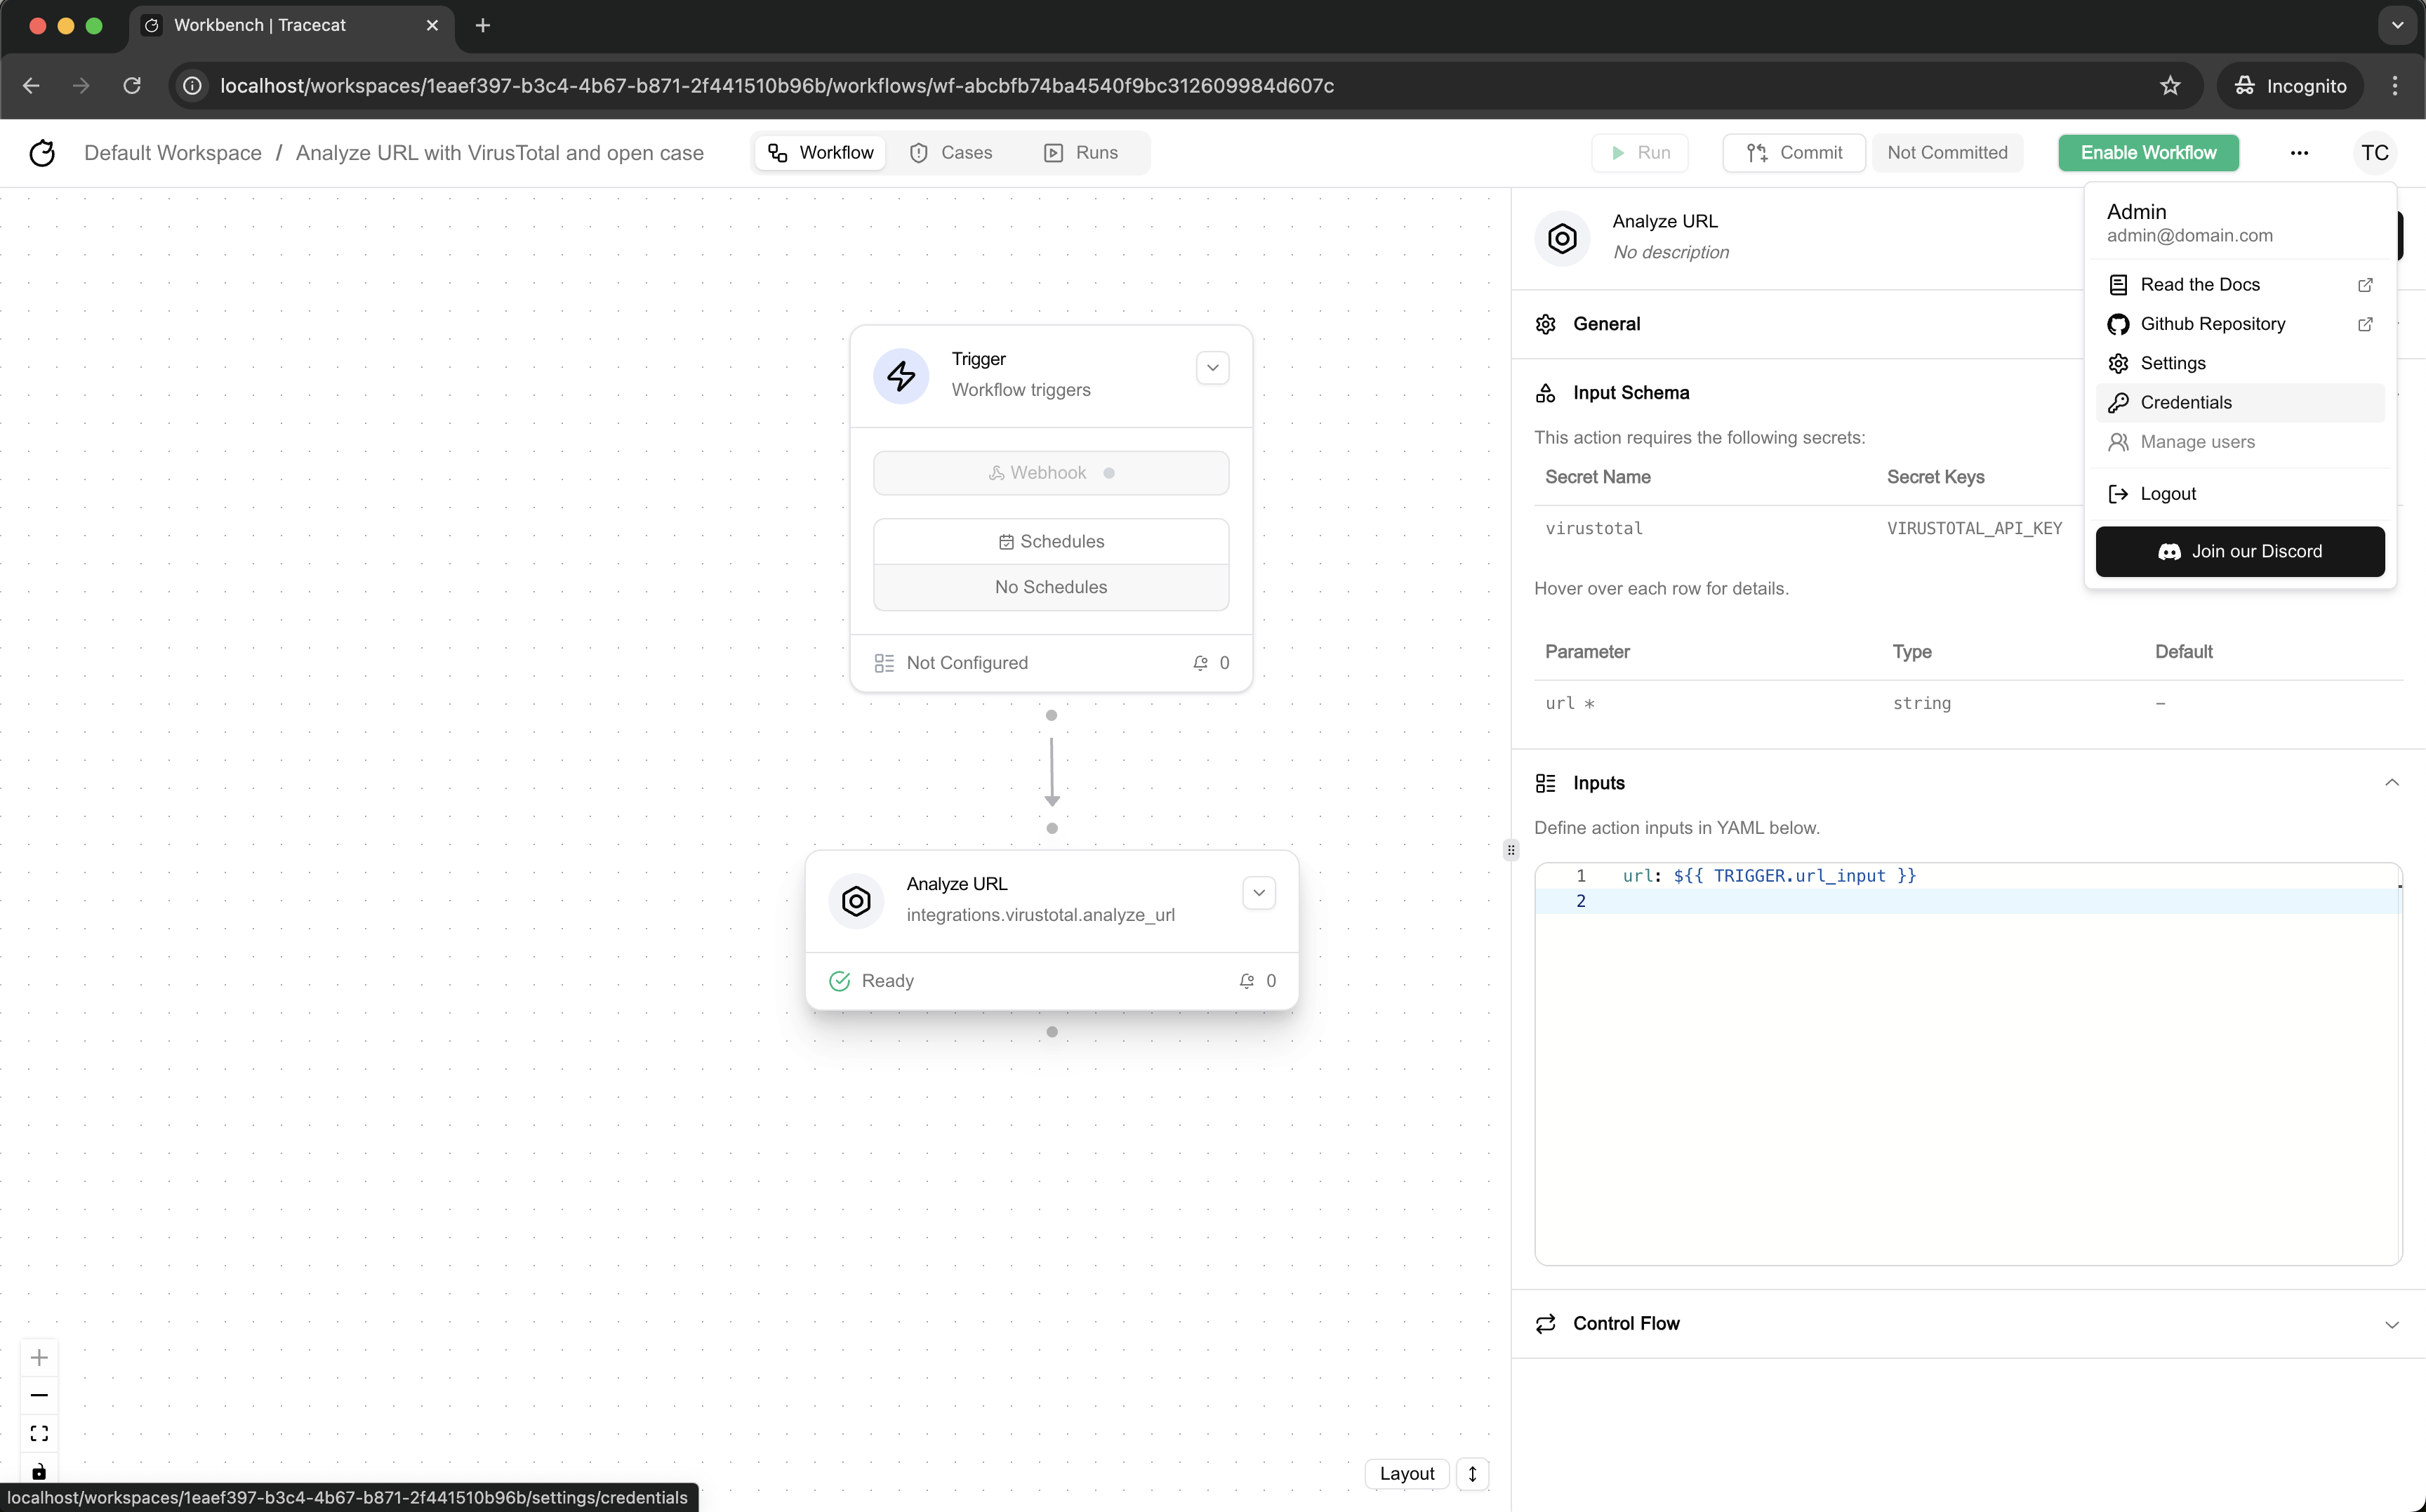 Workbench | Tracecat
localhost/workspaces/1eaef397-b3c4-4b67-b871-2f441510b96b/workflows/wf-abcbfb74ba4540f9bc312609984d607c
Incognito
Default Workspace / Analyze URL with VirusTotal and open case
Workflow
Cases
Runs
Run
Commit
Not Committed
Enable Workflow
TC
Admin
admin@domain.com
Read the Docs
Github Repository
Settings
Credentials
Manage users
Logout
Join our Discord
Trigger
Workflow triggers
Webhook
Schedules
No Schedules
Not Configured
0
Analyze URL
integrations.virustotal.analyze_url
Ready
0
Analyze URL
No description
General
Input Schema
This action requires the following secrets:
Secret Name Secret Keys
virustotal VIRUSTOTAL_API_KEY
Hover over each row for details.
Parameter Type Default
url * string –
Inputs
Define action inputs in YAML below.
1 url: ${{ TRIGGER.url_input }}
2
Control Flow
Layout
localhost/workspaces/1eaef397-b3c4-4b67-b871-2f441510b96b/settings/credentials